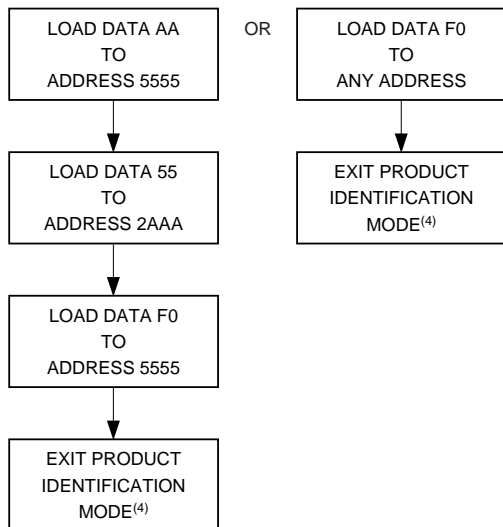 LOAD DATA AA
TO
ADDRESS 5555
LOAD DATA 55
TO
ADDRESS 2AAA
LOAD DATA F0
TO
ADDRESS 5555
EXIT PRODUCT
IDENTIFICATION
MODE(4)
OR
LOAD DATA F0
TO
ANY ADDRESS
EXIT PRODUCT
IDENTIFICATION
MODE(4)